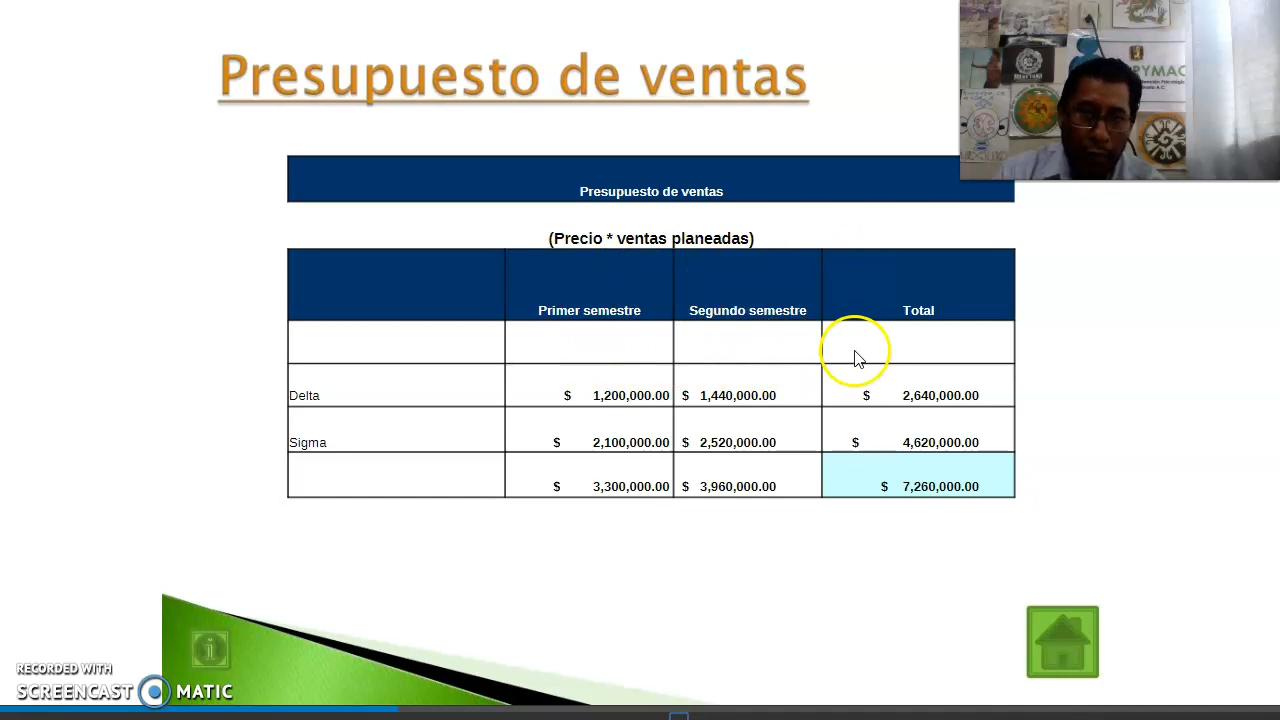 Presupuesto de ventas
PYMAC
Presupuesto de ventas
(Precio * ventas planeadas)
Primer semestre Segundo semestre Total
Delta $ 1,200,000.00 $ 1,440,000.00 $ 2,640,000.00
Sigma $ 2,100,000.00 $ 2,520,000.00 $ 4,620,000.00
$ 3,300,000.00 $ 3,960,000.00 $ 7,260,000.00
RECORDED WITH
SCREENCAST MATIC